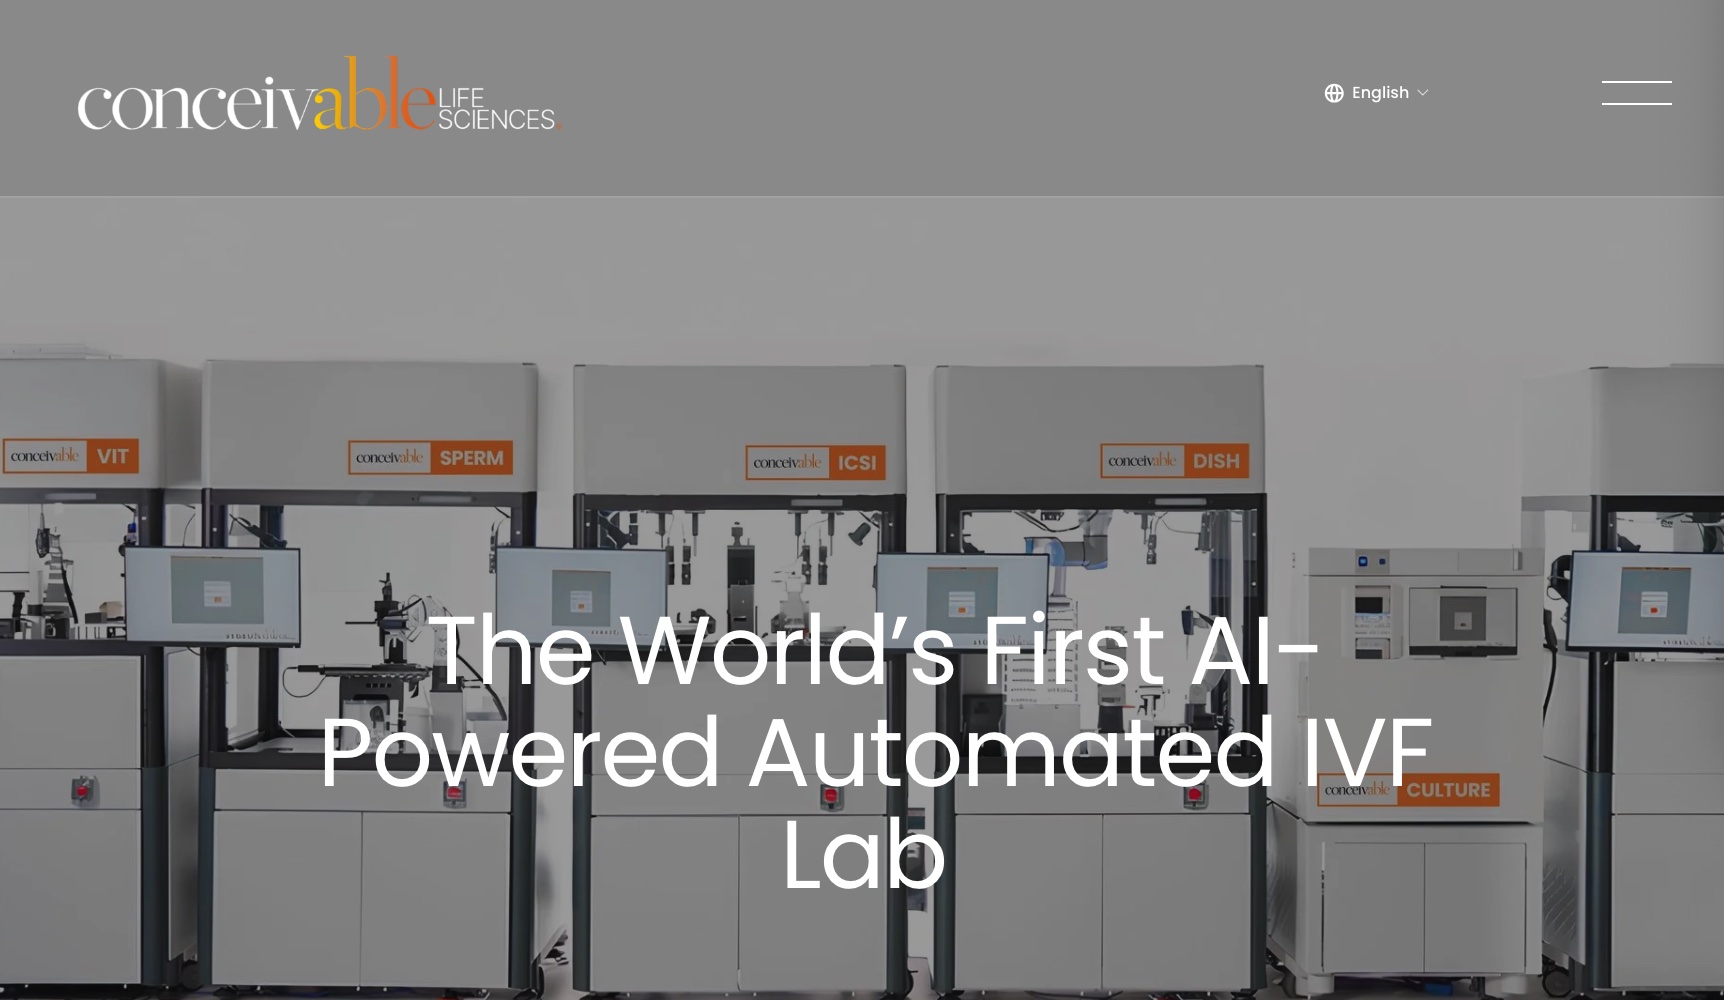 conceivable LIFE
SCIENCES.
English
conceivable VIT
conceivable SPERM
conceivable ICSI
conceivable DISH
The World’s First AI-
Powered Automated IVF
Lab
conceivable CULTURE